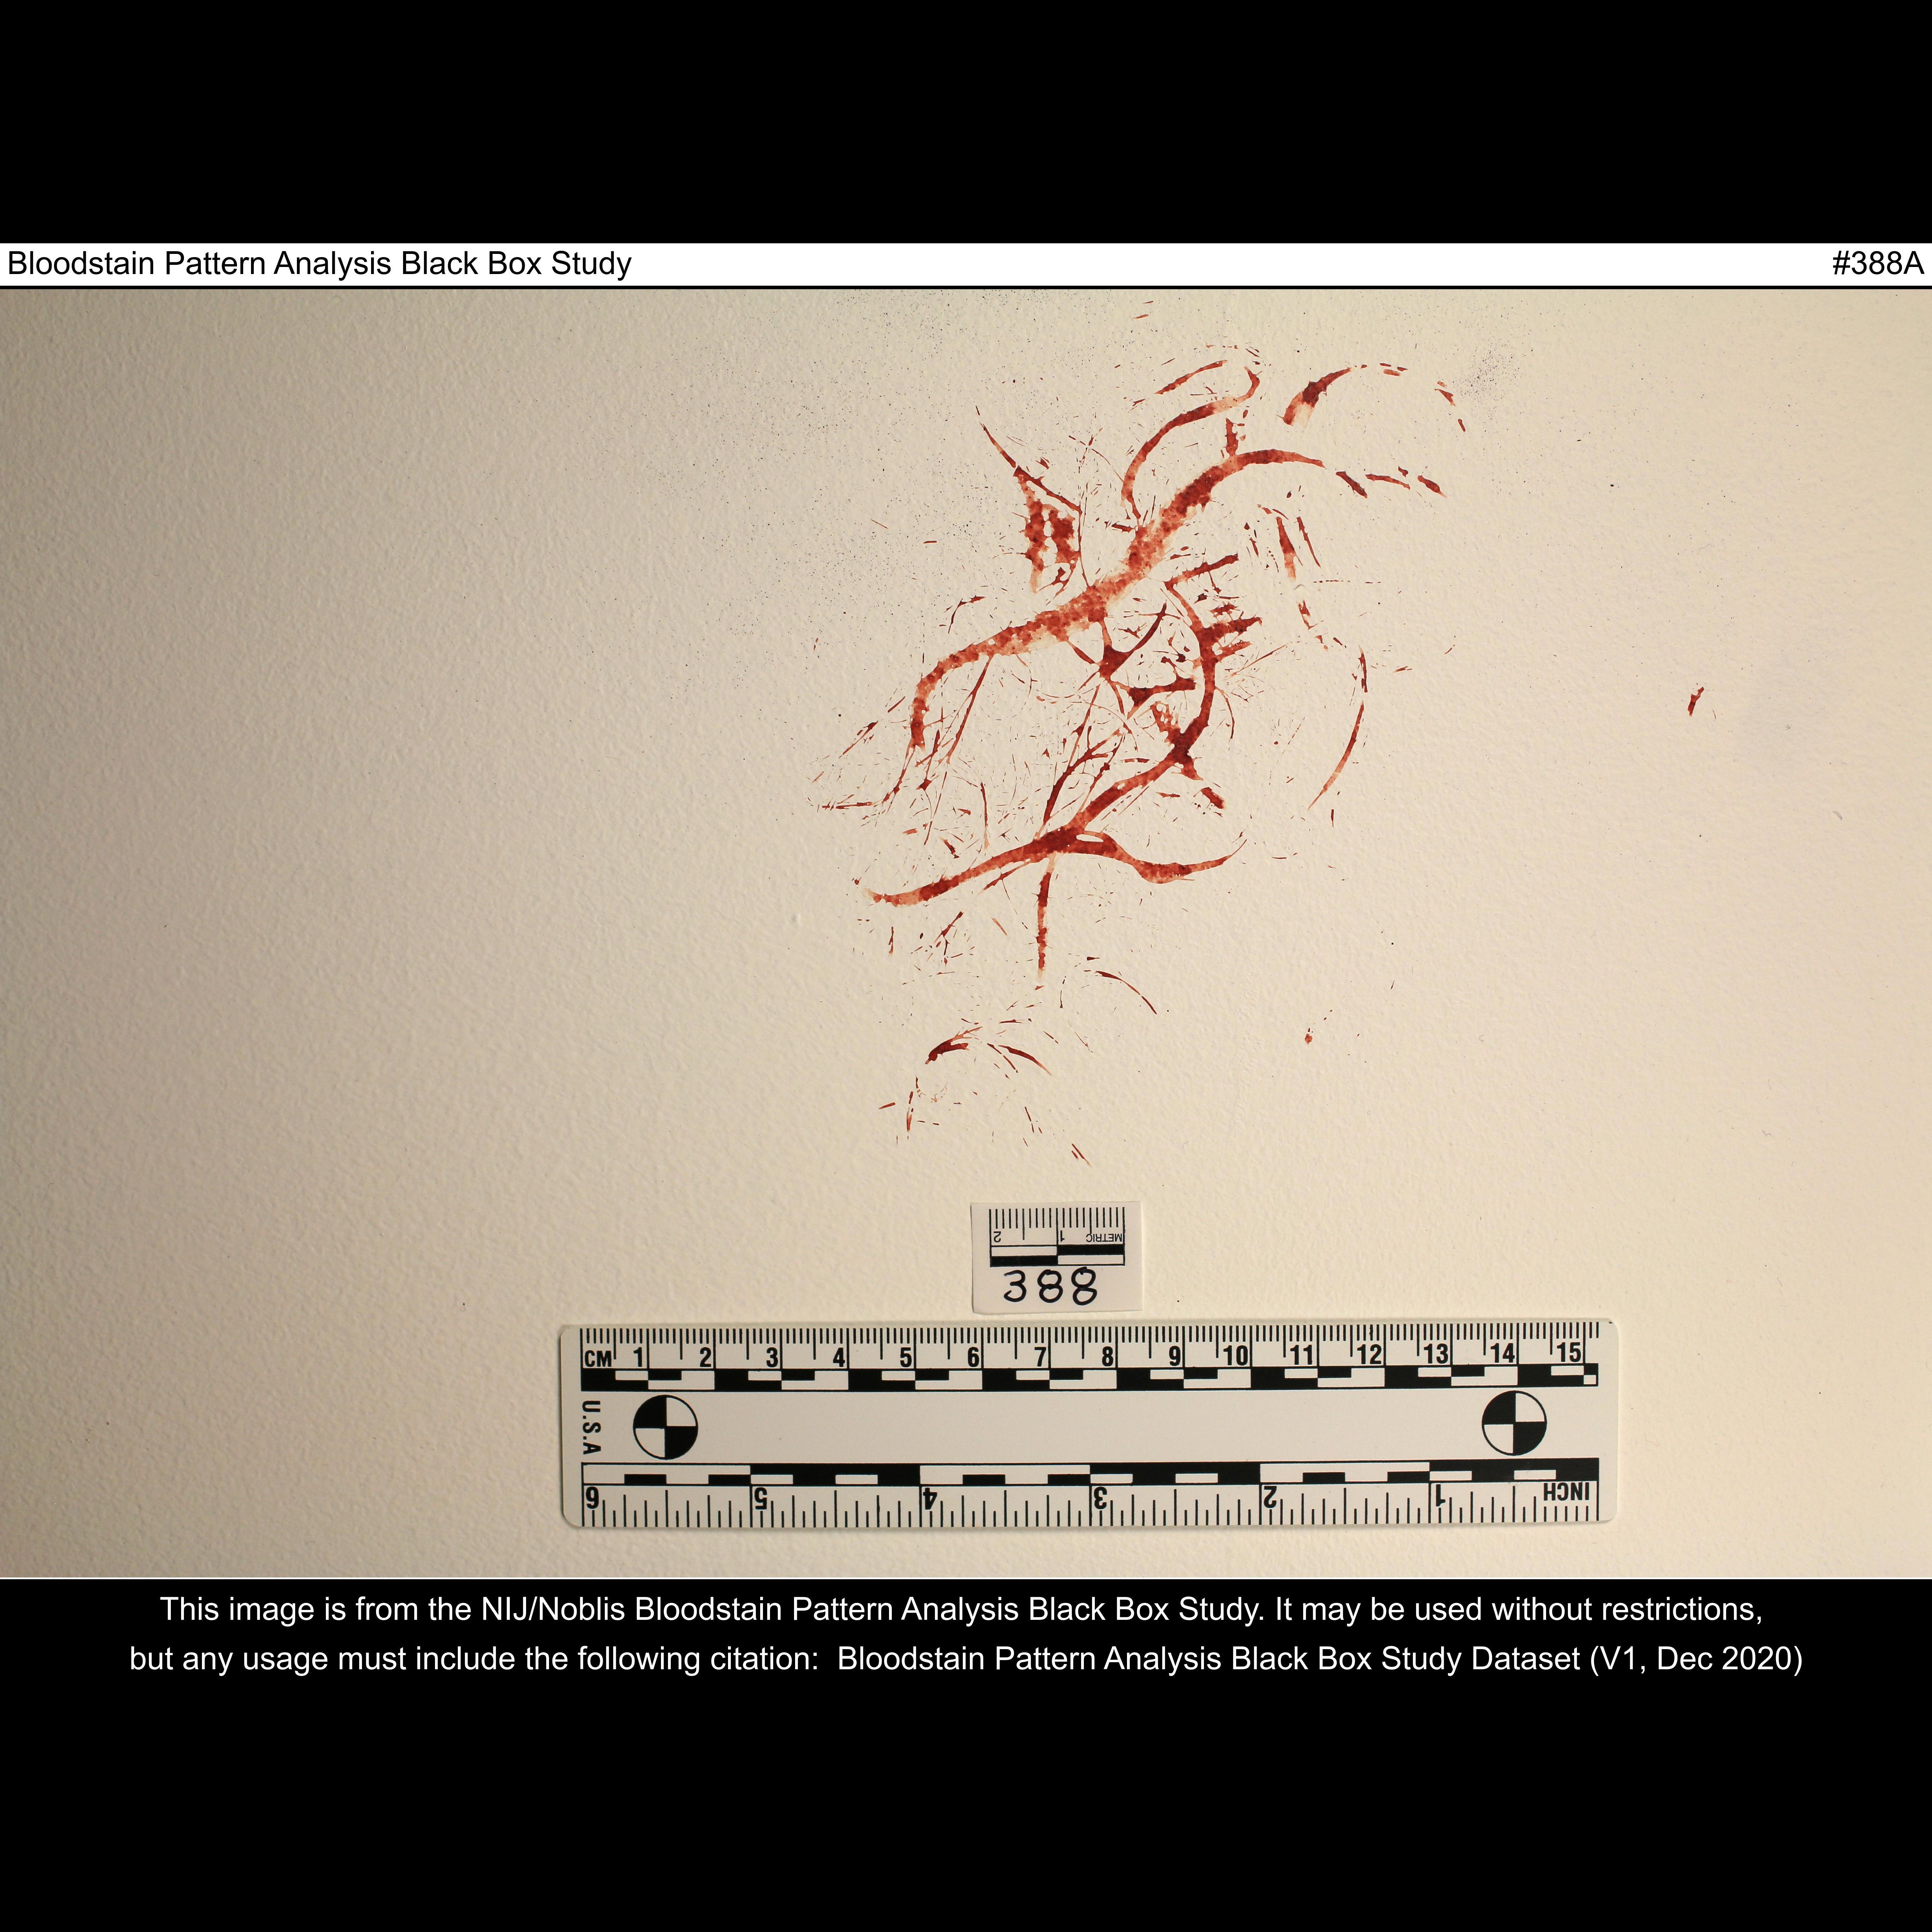 Bloodstain Pattern Analysis Black Box Study #388A
2 1 METRIC
388
CM 1 2 3 4 5 6 7 8 9 10 11 12 13 14 15
U.S.A
6 5 4 3 2 1 INCH
This image is from the NIJ/Noblis Bloodstain Pattern Analysis Black Box Study. It may be used without restrictions,
but any usage must include the following citation: Bloodstain Pattern Analysis Black Box Study Dataset (V1, Dec 2020)